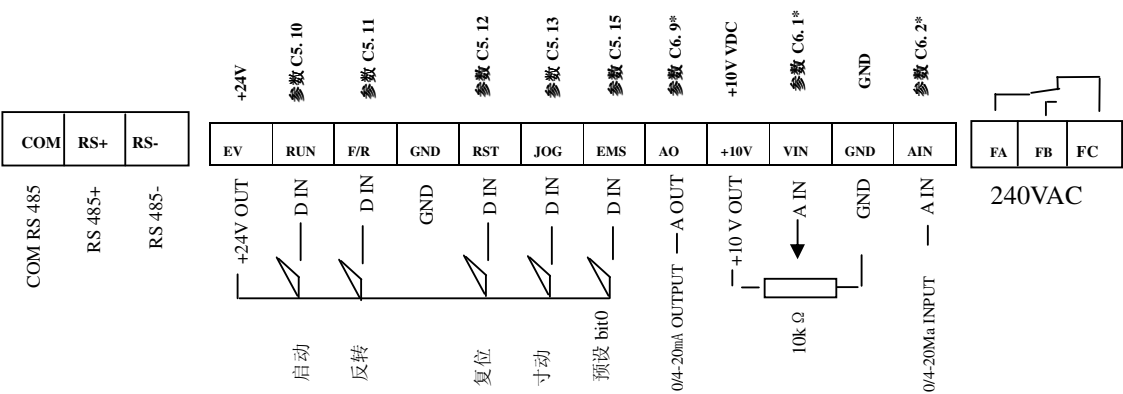 +24V
参数 C5. 10
参数 C5. 11
参数 C5. 12
参数 C5. 13
参数 C5. 15
参数 C6. 9*
+10V VDC
参数 C6. 1*
GND
参数 C6. 2*
COM RS+ RS-
EV RUN F/R GND RST JOG EMS AO +10V VIN GND AIN
FA FB FC
COM RS 485
RS 485+
RS 485-
+24V OUT
D IN
D IN
GND
D IN
D IN
D IN
A OUT
+10 V OUT
A IN
GND
A IN
240VAC
启动
反转
复位
寸动
预设 bit0
0/4-20mA OUTPUT
10k Ω
0/4-20Ma INPUT